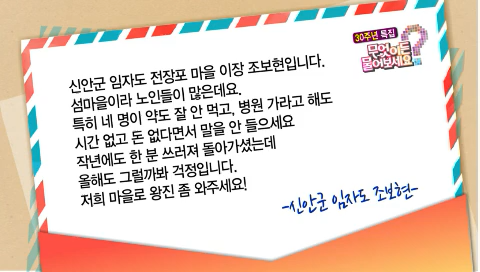 30주년 특집
무엇이든
물어보세요
신안군 임자도 전장포 마을 이장 조보현입니다.
섬마을이라 노인들이 많은데요.
특히 네 명이 약도 잘 안 먹고, 병원 가라고 해도
시간 없고 돈 없다면서 말을 안 들으세요
작년에도 한 분 쓰러져 돌아가셨는데
올해도 그럴까봐 걱정입니다.
저희 마을로 왕진 좀 와주세요!
-신안군 임자도 조보현-